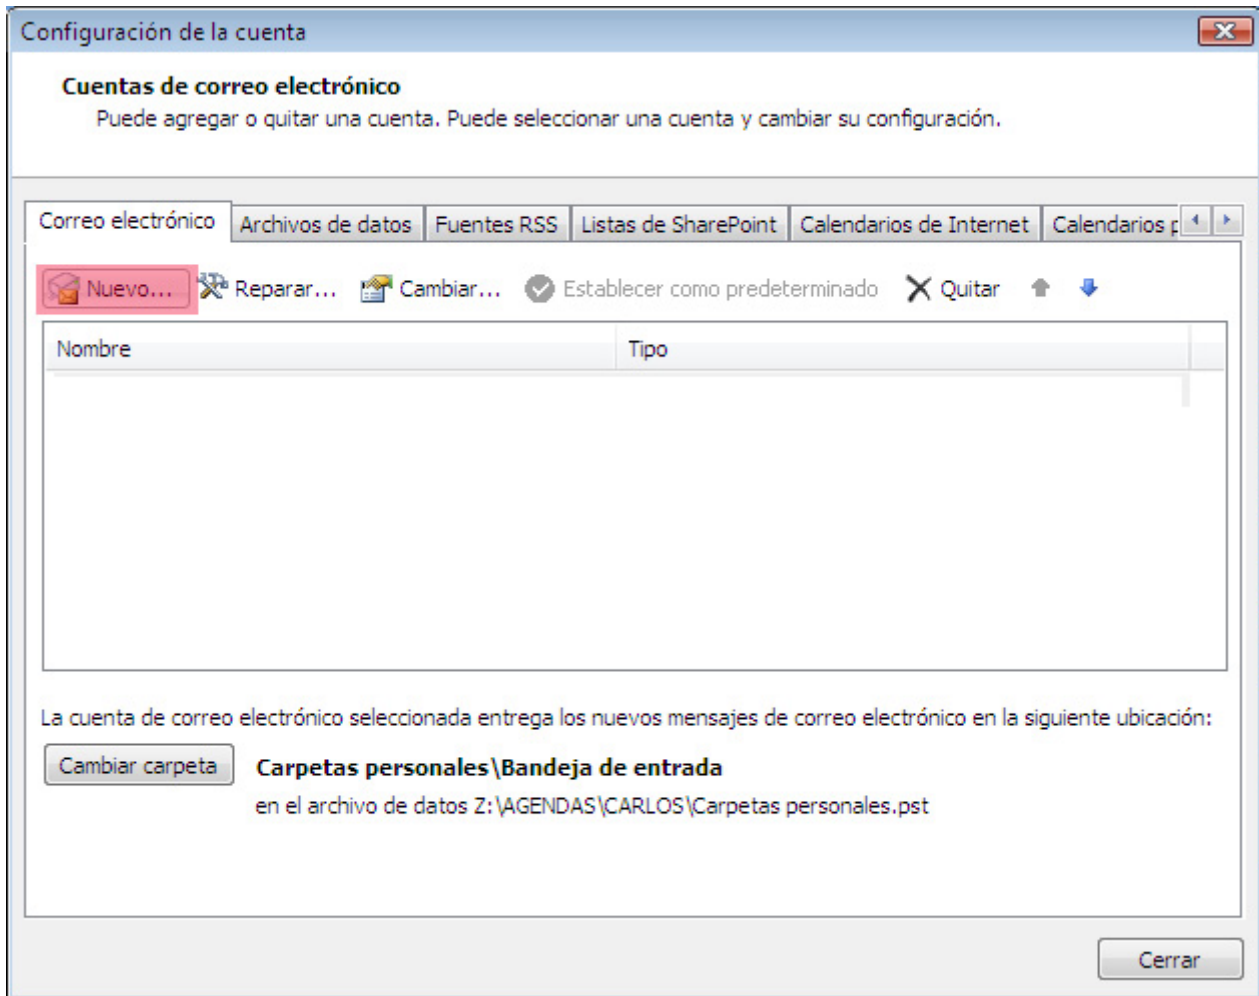 Configuración de la cuenta
Cuentas de correo electrónico
Puede agregar o quitar una cuenta. Puede seleccionar una cuenta y cambiar su configuración.
Correo electrónico Archivos de datos Fuentes RSS Listas de SharePoint Calendarios de Internet Calendarios p
Nuevo... Reparar... Cambiar... Establecer como predeterminado Quitar
Nombre Tipo
La cuenta de correo electrónico seleccionada entrega los nuevos mensajes de correo electrónico en la siguiente ubicación:
Cambiar carpeta Carpetas personales\Bandeja de entrada
en el archivo de datos Z:\AGENDAS\CARLOS\Carpetas personales.pst
Cerrar